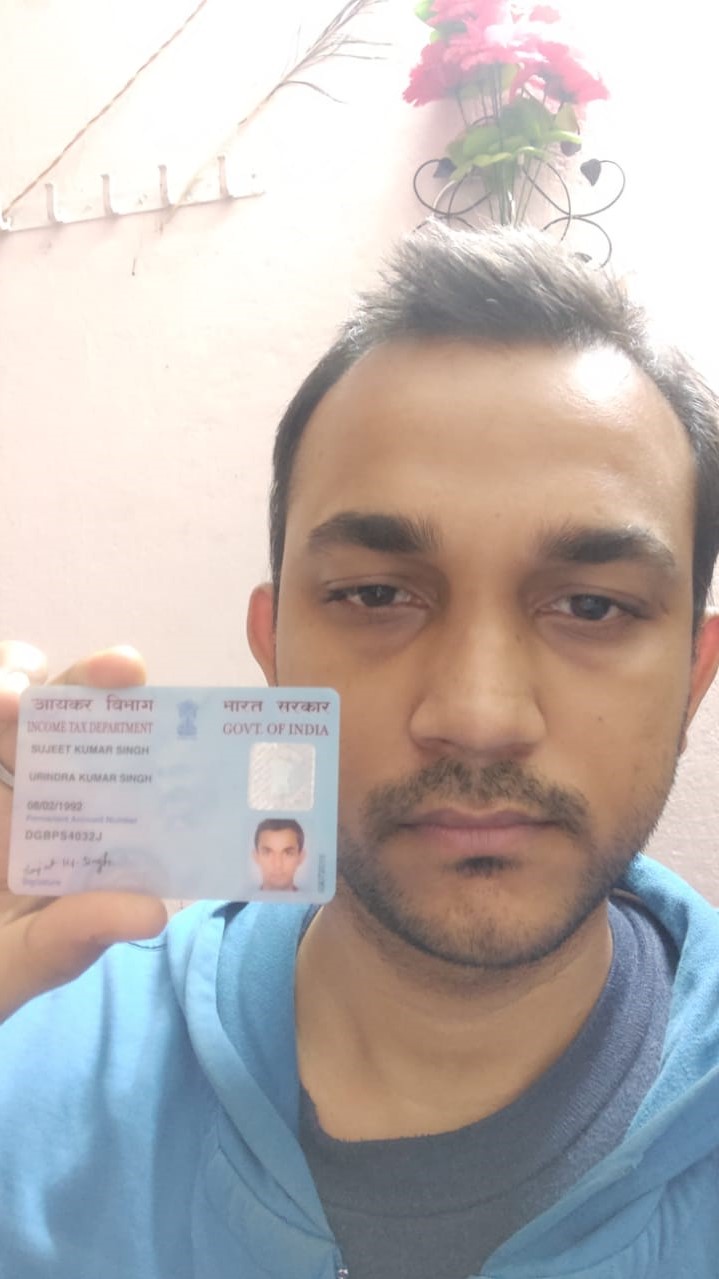 आयकर विभाग भारत सरकार
INCOME TAX DEPARTMENT GOVT. OF INDIA
SUJEET KUMAR SINGH
URINDRA KUMAR SINGH
08/02/1992
Permanent Account Number
DGBPS4032J
Signature